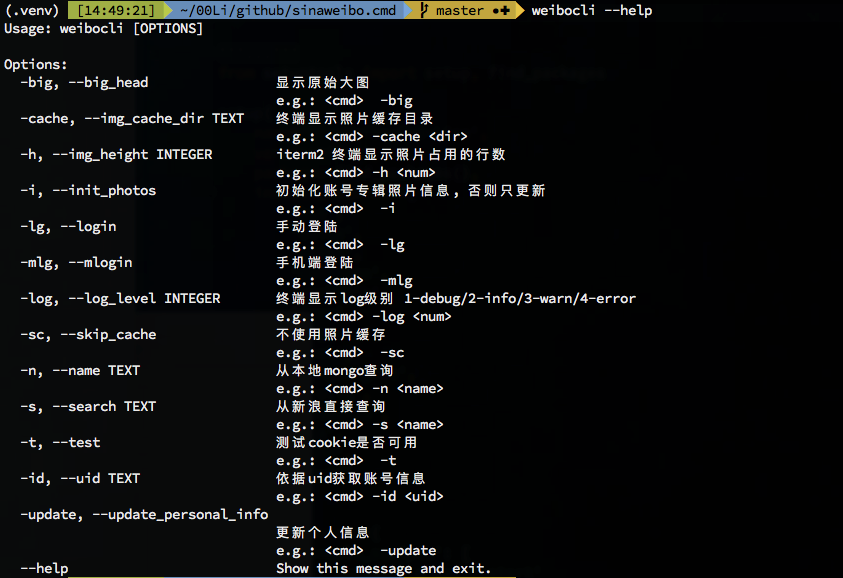 (.venv) [14:49:21] ~/00Li/github/sinaweibo.cmd master ●✚ weibocli --help
Usage: weibocli [OPTIONS]
Options:
-big, --big_head 显示原始大图
e.g.: <cmd> -big
-cache, --img_cache_dir TEXT 终端显示照片缓存目录
e.g.: <cmd> -cache <dir>
-h, --img_height INTEGER iterm2 终端显示照片占用的行数
e.g.: <cmd> -h <num>
-i, --init_photos 初始化账号专辑照片信息，否则只更新
e.g.: <cmd> -i
-lg, --login 手动登陆
e.g.: <cmd> -lg
-mlg, --mlogin 手机端登陆
e.g.: <cmd> -mlg
-log, --log_level INTEGER 终端显示log级别 1-debug/2-info/3-warn/4-error
e.g.: <cmd> -log <num>
-sc, --skip_cache 不使用照片缓存
e.g.: <cmd> -sc
-n, --name TEXT 从本地mongo查询
e.g.: <cmd> -n <name>
-s, --search TEXT 从新浪直接查询
e.g.: <cmd> -s <name>
-t, --test 测试cookie是否可用
e.g.: <cmd> -t
-id, --uid TEXT 依据uid获取账号信息
e.g.: <cmd> -id <uid>
-update, --update_personal_info
更新个人信息
e.g.: <cmd> -update
--help Show this message and exit.